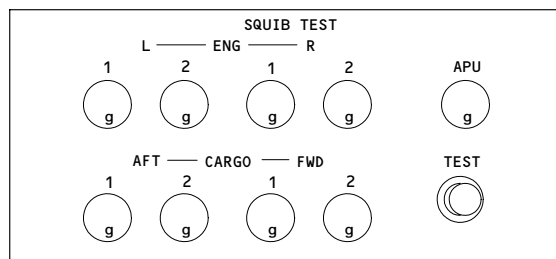 SQUIB TEST
L ENG R
1 2 1 2 APU
g g g g g
AFT CARGO FWD TEST
1 2 1 2
g g g g